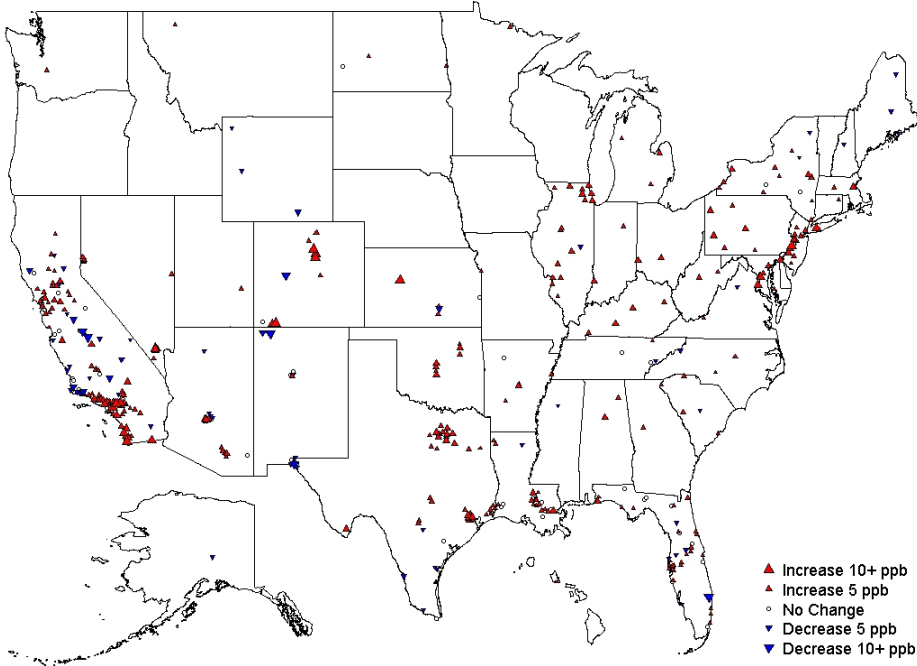 Increase 10+ ppb
Increase 5 ppb
No Change
Decrease 5 ppb
Decrease 10+ ppb